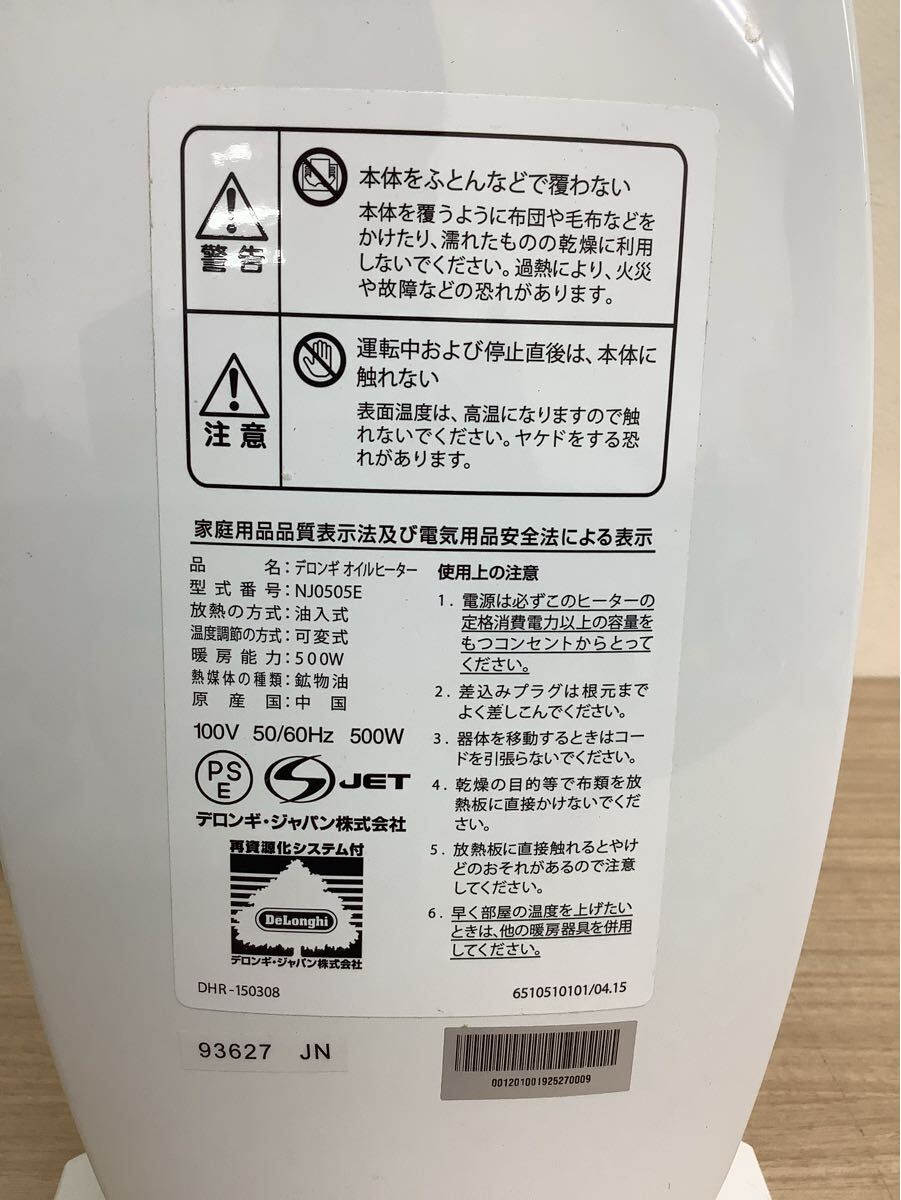 警告
本体をふとんなどで覆わない
本体を覆うように布団や毛布などを
かけたり、濡れたものの乾燥に利用
しないでください。過熱により、火災
や故障などの恐れがあります。
注意
運転中および停止直後は、本体に
触れない
表面温度は、高温になりますので触
れないでください。ヤケドをする恐
れがあります。
家庭用品品質表示法及び電気用品安全法による表示
品名：デロンギ オイルヒーター
型式番号：NJ0505E
放熱の方式：油入式
温度調節の方式：可変式
暖房能力：500W
熱媒体の種類：鉱物油
原産国：中国
100V 50/60Hz 500W
PS
E
S JET
デロンギ・ジャパン株式会社
再資源化システム付
DeLonghi
デロンギ・ジャパン株式会社
DHR-150308
使用上の注意
1. 電源は必ずこのヒーターの
定格消費電力以上の容量を
もつコンセントからとって
ください。
2. 差込みプラグは根元まで
よく差しこんでください。
3. 器体を移動するときはコー
ドを引張らないでください。
4. 乾燥の目的等で布類を放
熱板に直接かけないでくだ
さい。
5. 放熱板に直接触れるとやけ
どのおそれがあるので注意
してください。
6. 早く部屋の温度を上げたい
ときは、他の暖房器具を併用
してください。
6510510101/04.15
93627 JN
001201001925270009